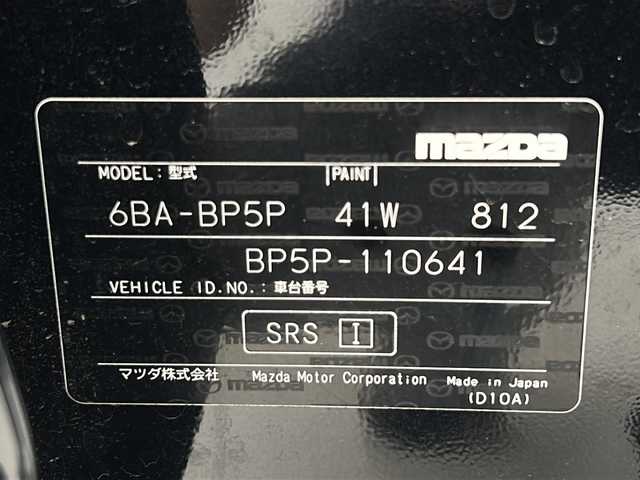 mazda
MODEL : 型式 PAINT
6BA-BP5P 41W 812
BP5P-110641
VEHICLE ID.NO. : 車台番号
SRS I
マツダ株式会社 Mazda Motor Corporation Made in Japan
(D10A)